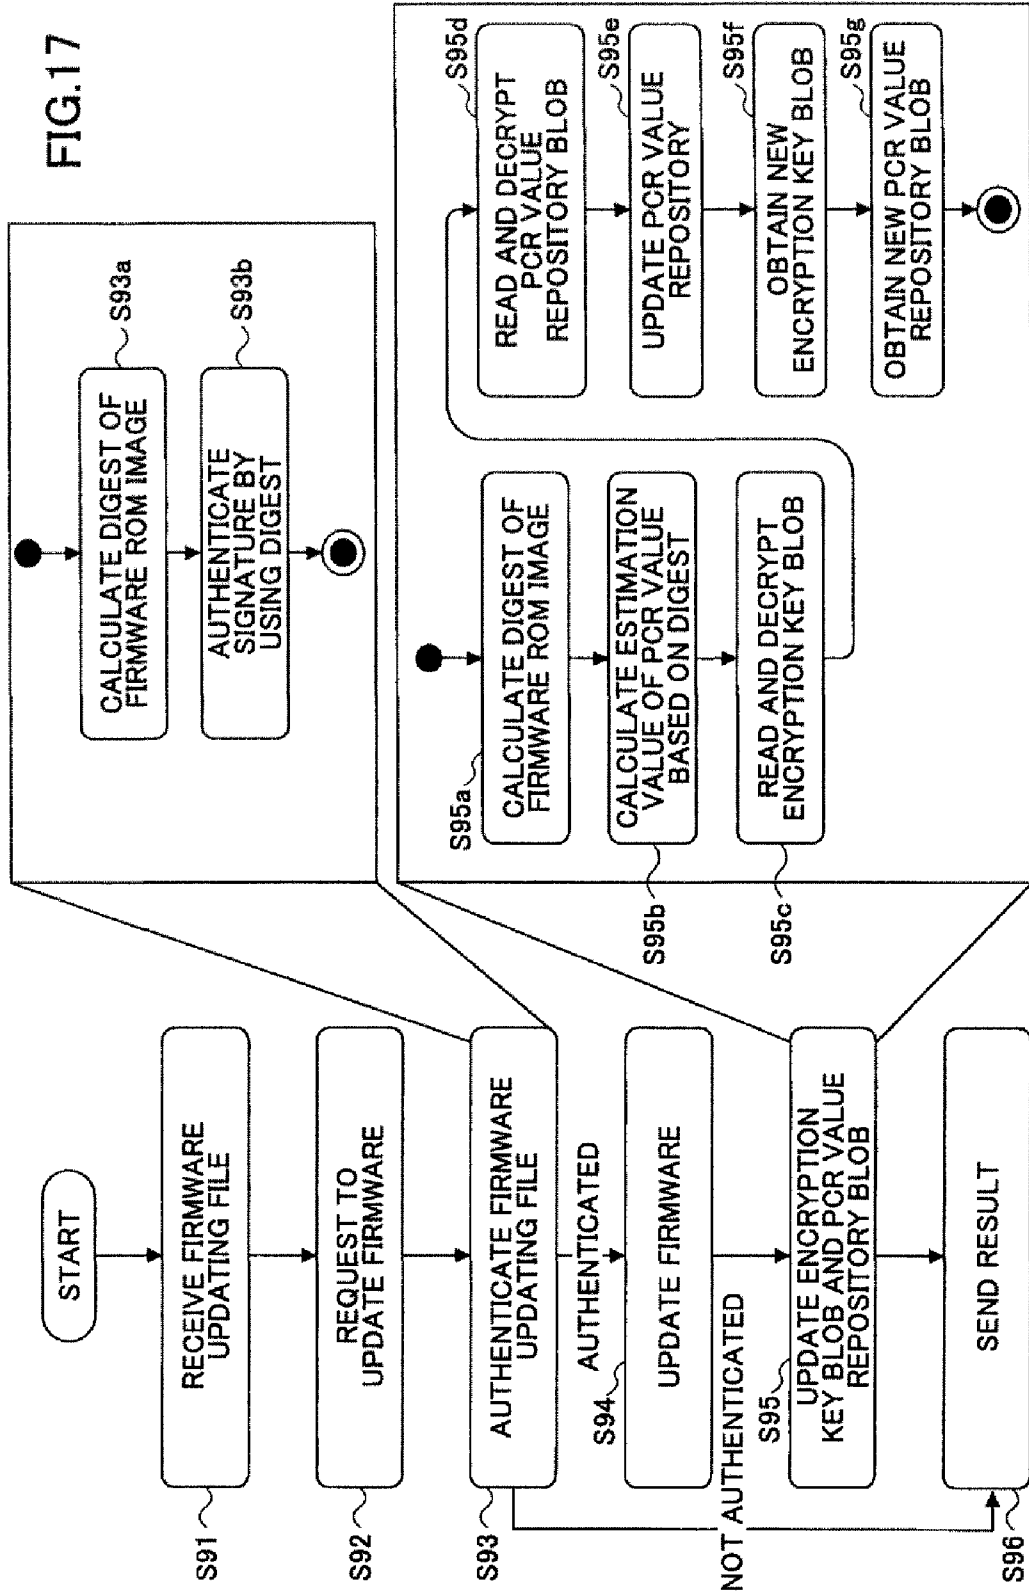 FIG.17
START
RECEIVE FIRMWARE
UPDATING FILE
S91
REQUEST TO
UPDATE FIRMWARE
S92
AUTHENTICATE FIRMWARE
UPDATING FILE
S93
AUTHENTICATED
S94
UPDATE FIRMWARE
NOT AUTHENTICATED
S95
UPDATE ENCRYPTION
KEY BLOB AND PCR VALUE
REPOSITORY BLOB
SEND RESULT
S96
CALCULATE DIGEST OF
FIRMWARE ROM IMAGE
S93a
AUTHENTICATE
SIGNATURE BY
USING DIGEST
S93b
S95a
CALCULATE DIGEST OF
FIRMWARE ROM IMAGE
CALCULATE ESTIMATION
VALUE OF PCR VALUE
BASED ON DIGEST
S95b
READ AND DECRYPT
ENCRYPTION KEY BLOB
S95c
READ AND DECRYPT
PCR VALUE
REPOSITORY BLOB
S95d
UPDATE PCR VALUE
REPOSITORY
S95e
OBTAIN NEW
ENCRYPTION KEY BLOB
S95f
OBTAIN NEW PCR VALUE
REPOSITORY BLOB
S95g